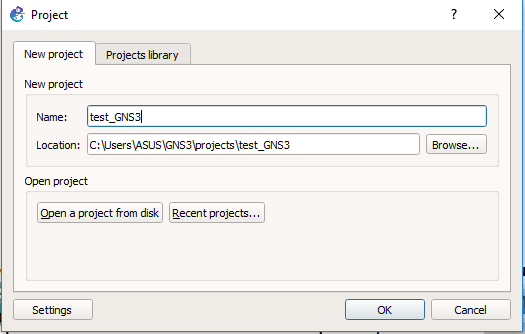 Project
?
New project
Projects library
New project
Name:
test_GNS3
Location:
C:\Users\ASUS\GNS3\projects\test_GNS3
Browse...
Open project
Open a project from disk
Recent projects...
Settings
OK
Cancel